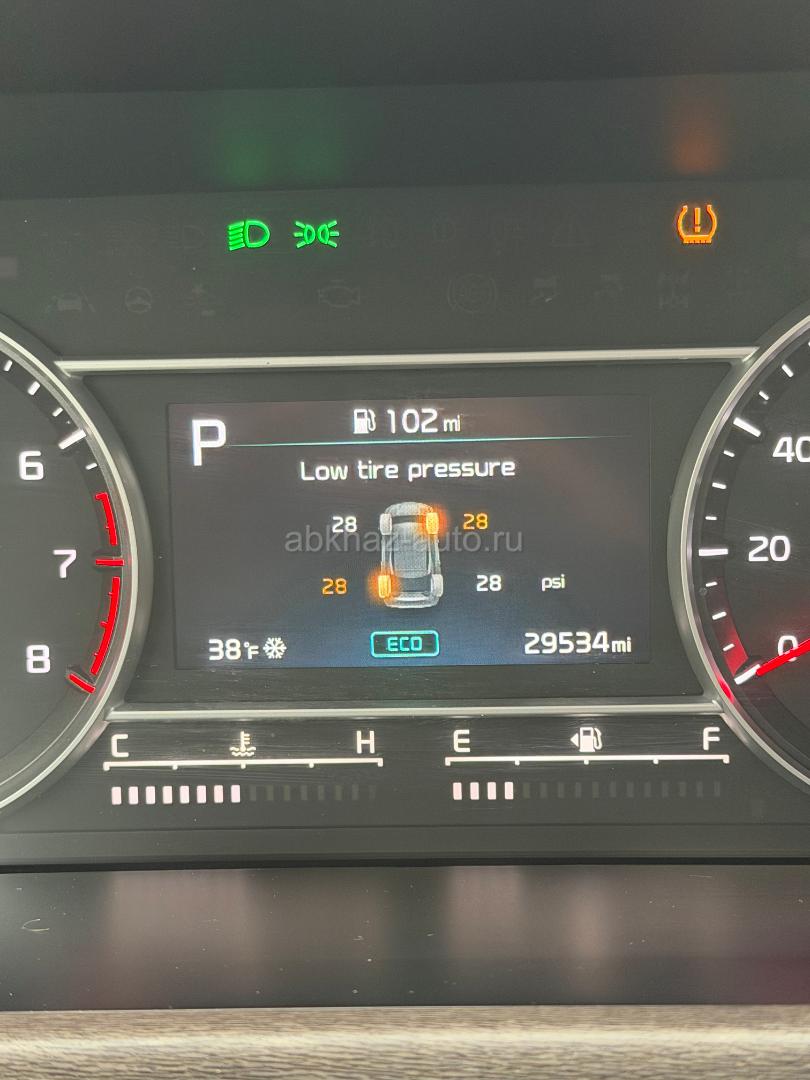 P
102 mi
Low tire pressure
28 28
abkhaz-auto.ru
28 28 psi
38°F ECO 29534 mi
6
7
8
40
20
0
C H E F